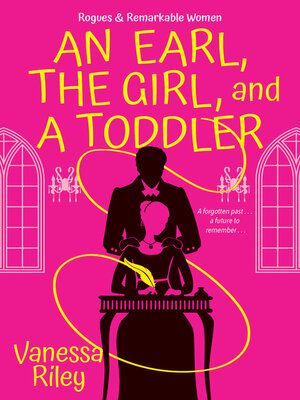 Rogues & Remarkable Women
AN EARL,
THE GIRL, and
A TODDLER
A forgotten past . . .
a future to
remember . . .
Vanessa
Riley